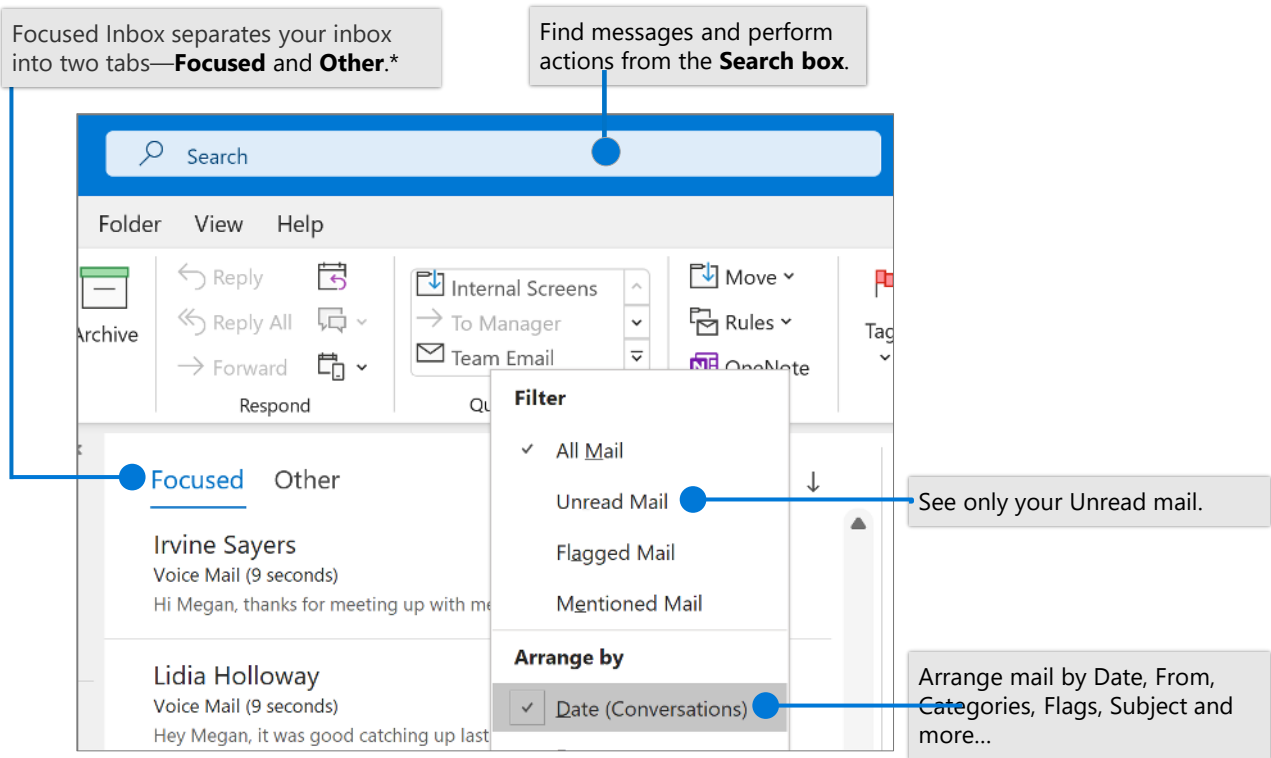 Focused Inbox separates your inbox
into two tabs—Focused and Other.*
Find messages and perform
actions from the Search box.
Search
Folder View Help
Archive
Reply
Reply All
Forward
Respond
Internal Screens
To Manager
Team Email
Move
Rules
OneNote
Tag
Filter
All Mail
Unread Mail
Flagged Mail
Mentioned Mail
Arrange by
Date (Conversations)
Focused Other
Irvine Sayers
Voice Mail (9 seconds)
Hi Megan, thanks for meeting up with me
Lidia Holloway
Voice Mail (9 seconds)
Hey Megan, it was good catching up last
See only your Unread mail.
Arrange mail by Date, From,
Categories, Flags, Subject and
more...